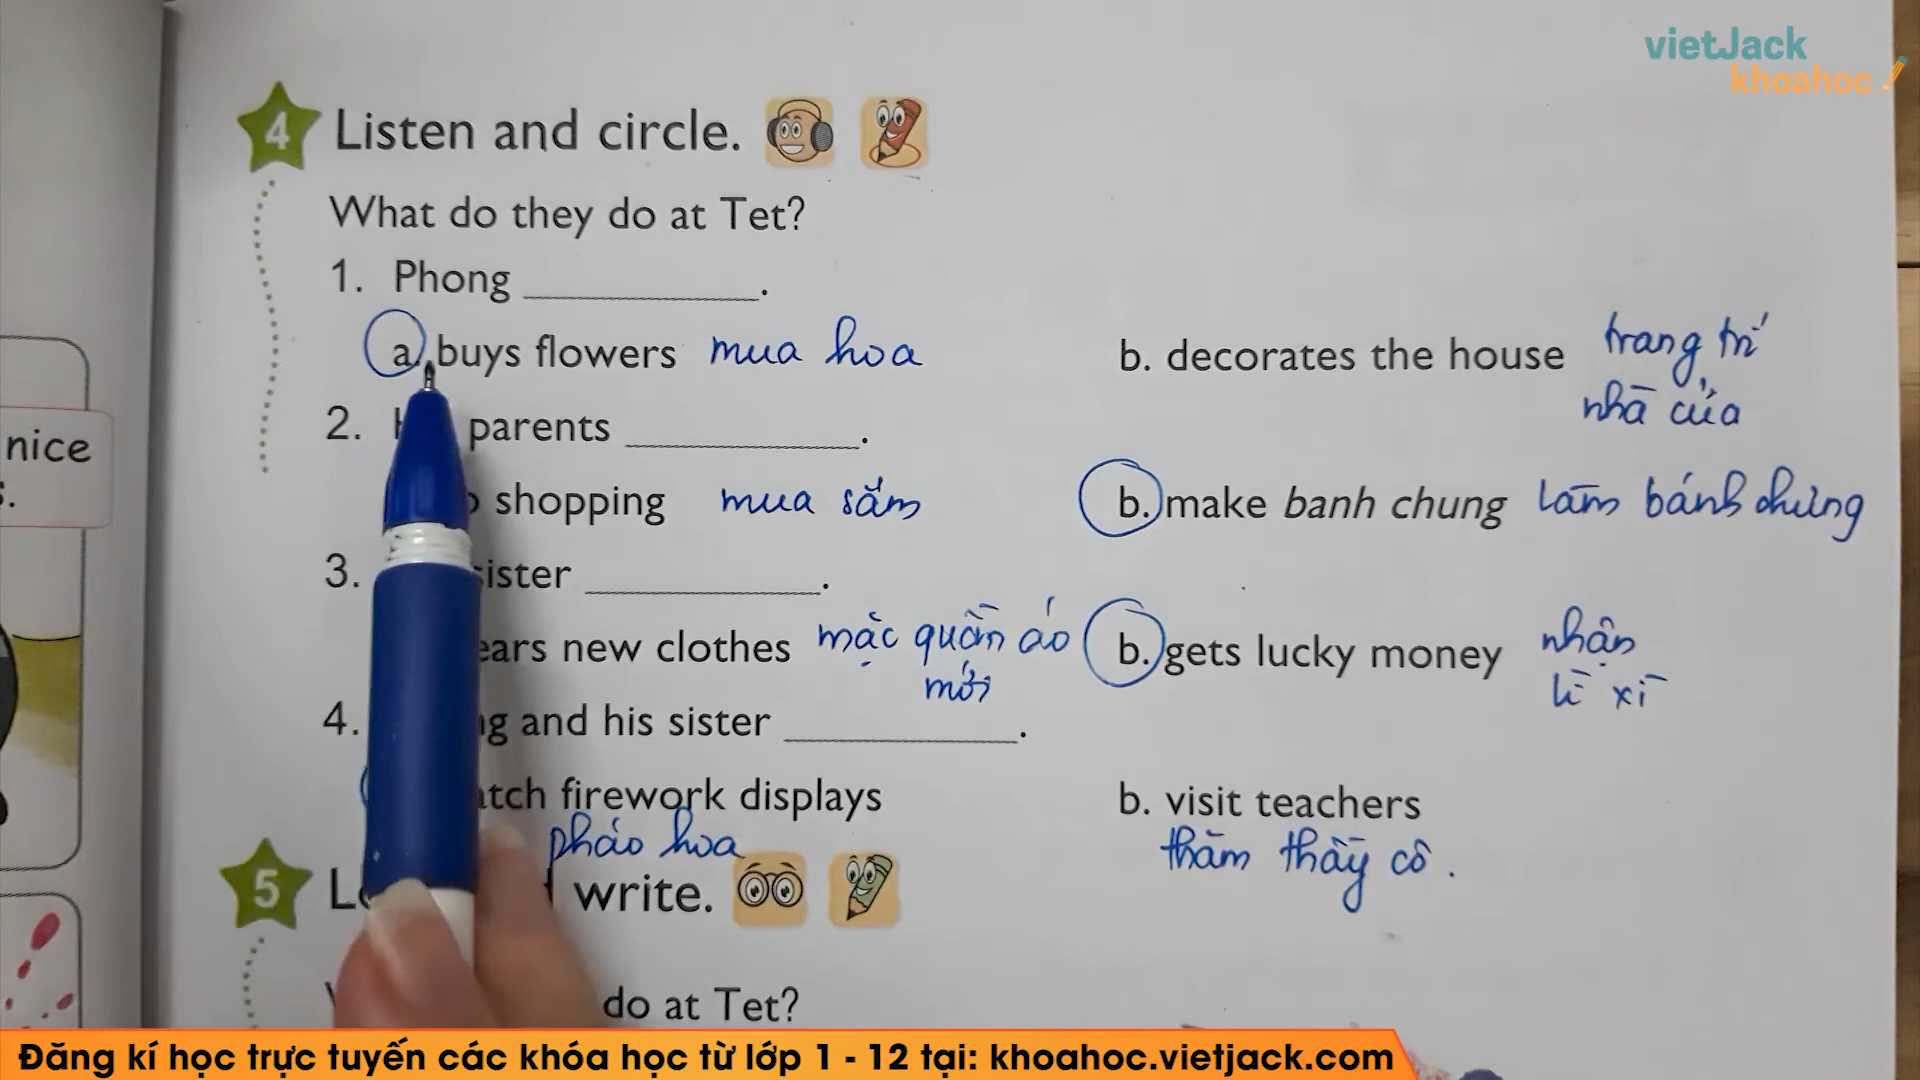 vietJack
khoahoc
4 Listen and circle.
What do they do at Tet?
1. Phong ____________.
a. buys flowers mua hoa b. decorates the house trang trí
nhà cửa
2. parents ____________.
nice
shopping mua sắm b. make banh chung làm bánh chưng
3. sister ____________.
new clothes mặc quần áo b. gets lucky money nhận
mới lì xì
4. and his sister ____________.
firework displays b. visit teachers
pháo hoa thăm thầy cô.
5 write.
do at Tet?
Đăng kí học trực tuyến các khóa học từ lớp 1 - 12 tại: khoahoc.vietjack.com